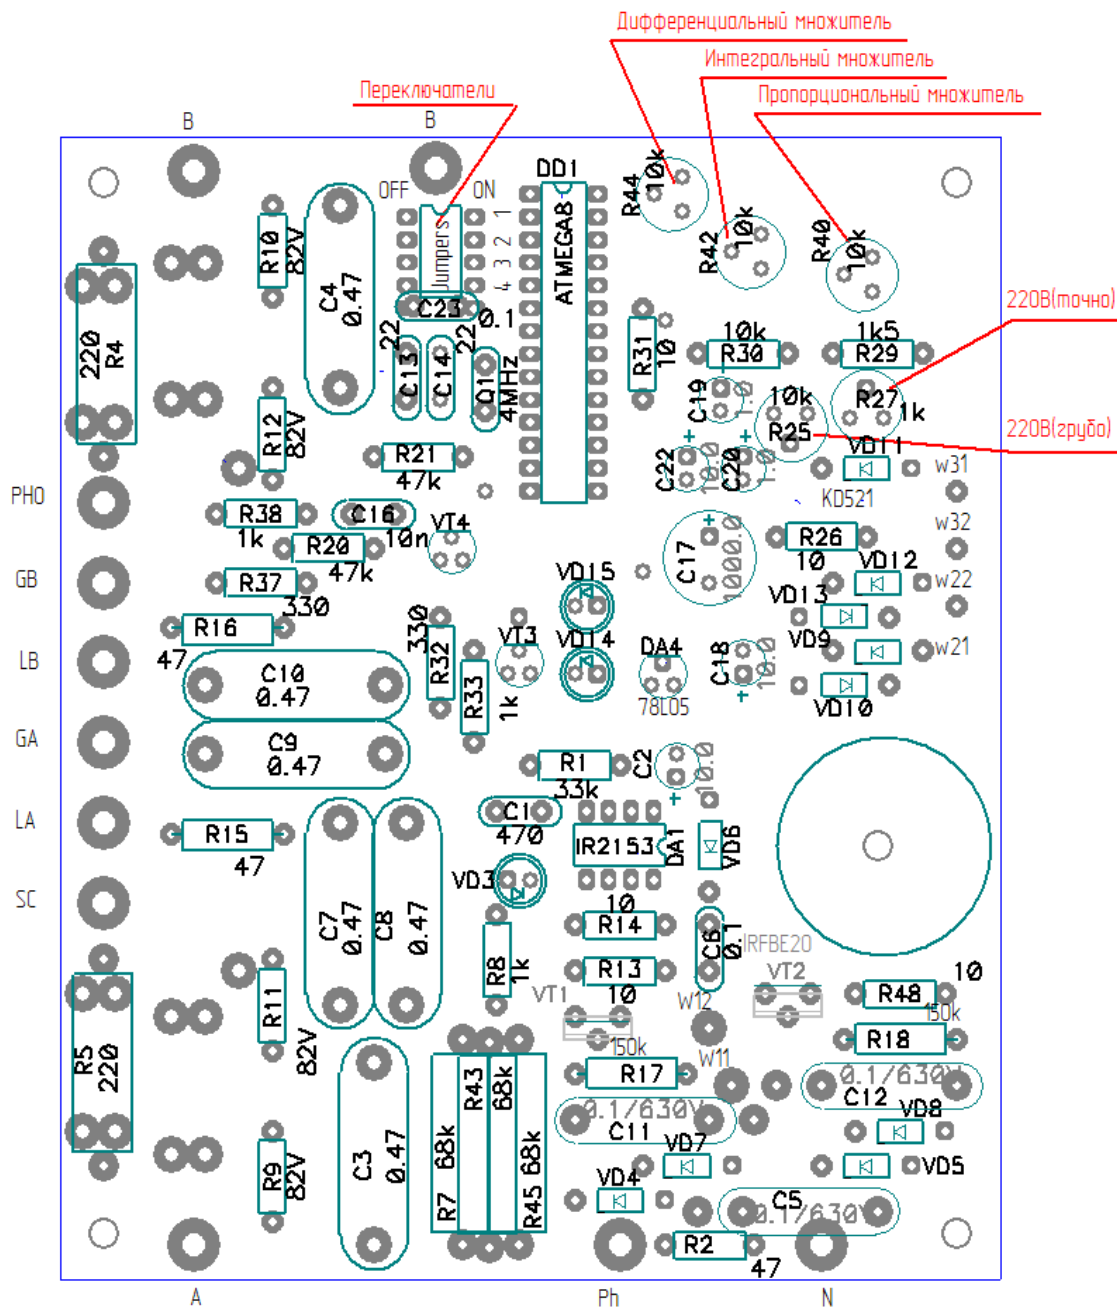 Дифференциальный множитель
Интегральный множитель
Пропорциональный множитель
Переключатели
B
B
OFF
ON
DD1
R44
10k
R42
10k
R40
10k
R10
82V
C4
0.47
Jumpers
1
2
3
4
ATMEGA8
220
R4
C23
0.1
22
C13
22
C14
Q1
4MHz
R31
10
10k
R30
1k5
R29
220В(точно)
C19
1.0
10k
R25
R27
1k
220В(грубо)
R12
82V
R21
47k
C22
10.0
C20
1.0
VD11
KD521
w31
PHO
R38
1k
C16
10n
VT4
R20
47k
C17
1000.0
R26
10
w32
GB
R37
330
VD15
VD12
w22
VD13
R16
47
330
R32
VT3
VD14
DA4
78L05
C18
10.0
VD9
w21
LB
C10
0.47
R33
1k
VD10
GA
C9
0.47
R1
33k
C2
10.0
LA
R15
47
C1
470
IR2153
DA1
VD6
SC
C7
0.47
C8
0.47
VD3
10
R14
C6
0.1
IRFBE20
R8
1k
R13
10
VT1
VT2
10
R48
150k
R11
82V
W12
R5
220
150k
W11
R18
R43
68k
R17
0.1/630V
C12
0.1/630V
C11
VD8
C3
0.47
R7
68k
R45
68k
VD7
VD5
R9
82V
VD4
C5
0.1/630V
R2
47
A
Ph
N